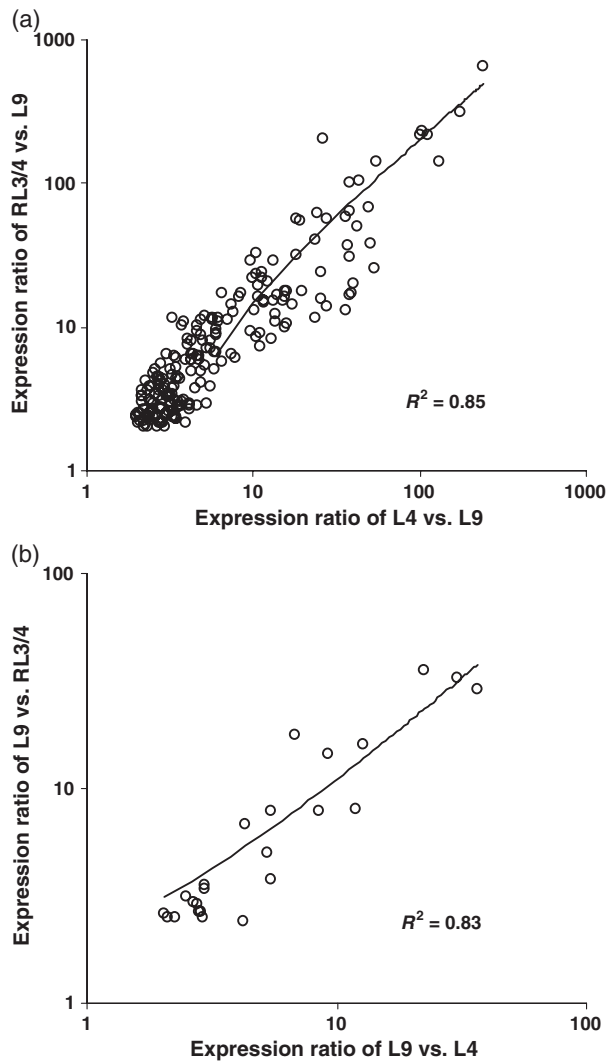 (a)
1000
100
10
1
Expression ratio of RL3/4 vs. L9
R² = 0.85
1 10 100 1000
Expression ratio of L4 vs. L9
(b)
100
10
1
Expression ratio of L9 vs. RL3/4
R² = 0.83
1 10 100
Expression ratio of L9 vs. L4